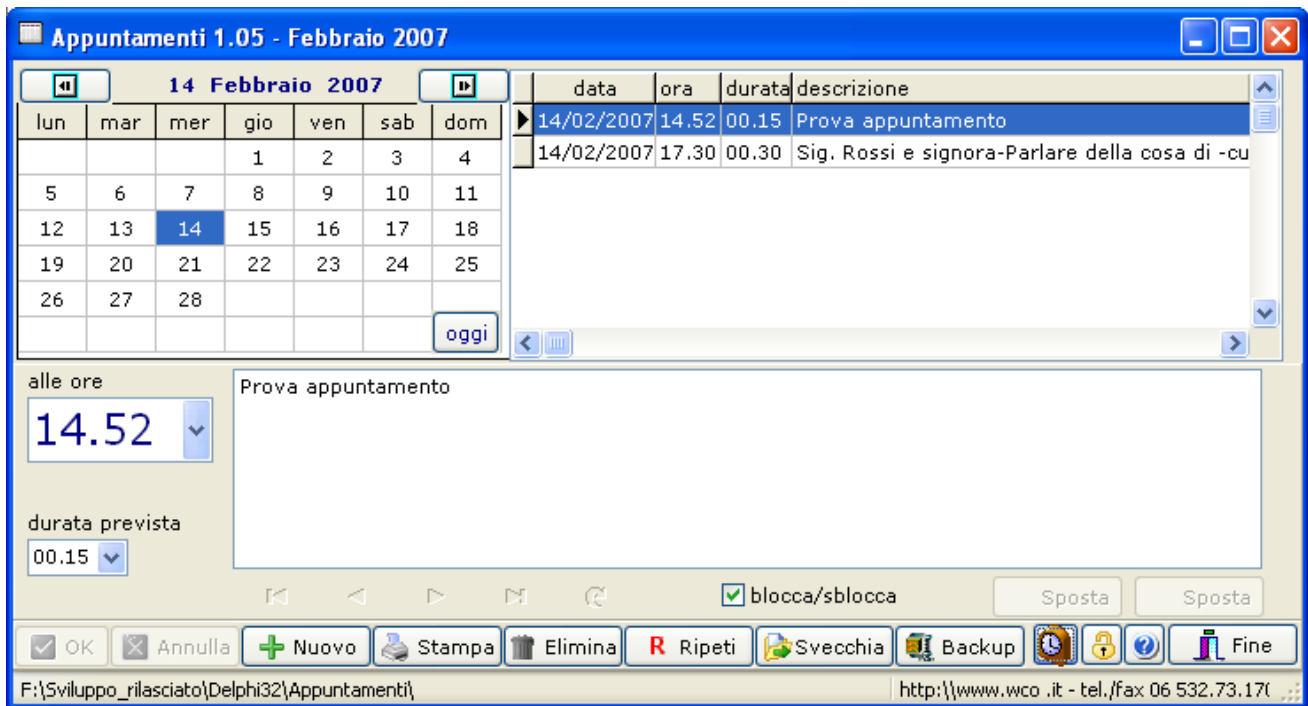 Appuntamenti 1.05 - Febbraio 2007
14 Febbraio 2007
lun mar mer gio ven sab dom
1 2 3 4
5 6 7 8 9 10 11
12 13 14 15 16 17 18
19 20 21 22 23 24 25
26 27 28
oggi
data ora durata descrizione
14/02/2007 14.52 00.15 Prova appuntamento
14/02/2007 17.30 00.30 Sig. Rossi e signora-Parlare della cosa di -cu
alle ore
14.52
durata prevista
00.15
Prova appuntamento
blocca/sblocca
Sposta Sposta
OK Annulla Nuovo Stampa Elimina R Ripeti Svecchia Backup Fine
F:\Sviluppo_rilasciato\Delphi32\Appuntamenti\ http:\\www.wco .it - tel./fax 06 532.73.17